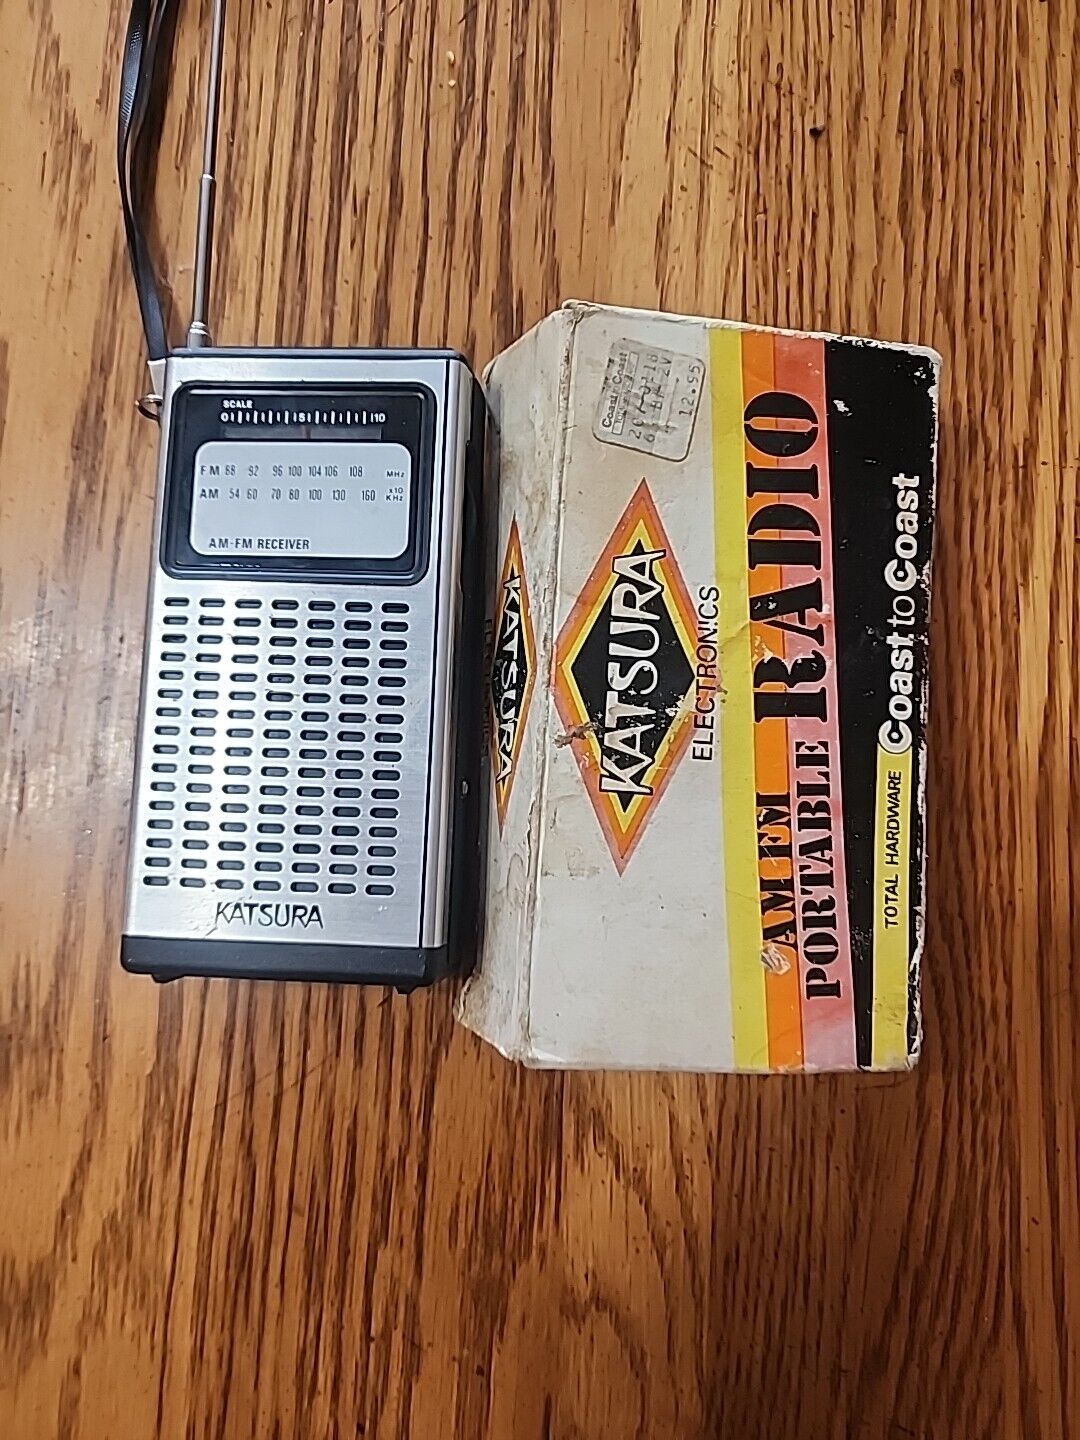 SCALE
0 5 10
FM 88 92 96 100 104 106 108 MHz
AM 54 60 70 80 100 130 160 x10 KHz
AM-FM RECEIVER
KATSURA
KATSURA
Coast to Coast
12.95
KATSURA
ELECTRONICS
AM FM
PORTABLE RADIO
TOTAL HARDWARE
Coast TO Coast